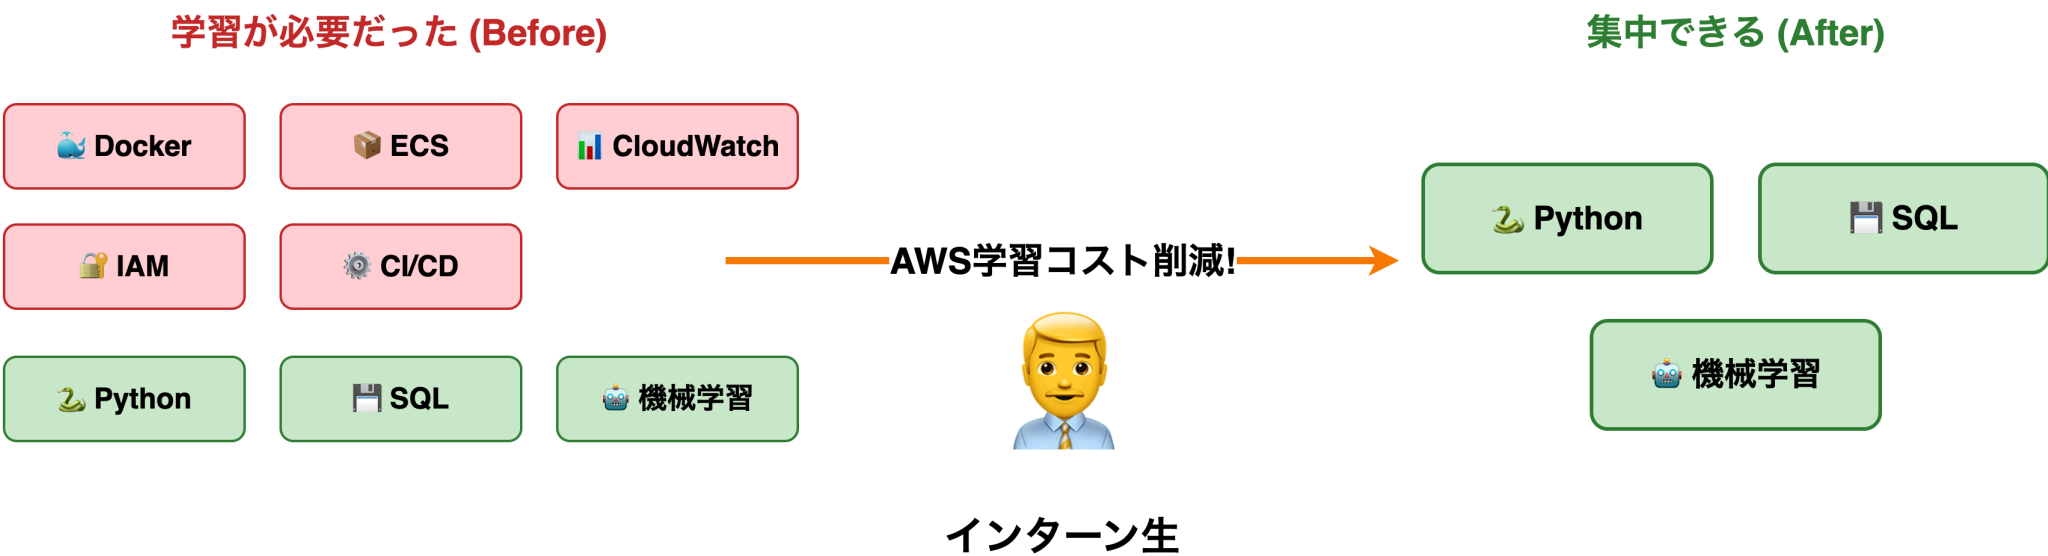 学習が必要だった (Before)
🐳 Docker
📦 ECS
📊 CloudWatch
🔐 IAM
⚙️ CI/CD
🐍 Python
💾 SQL
🤖 機械学習
AWS学習コスト削減!
インターン生
集中できる (After)
🐍 Python
💾 SQL
🤖 機械学習